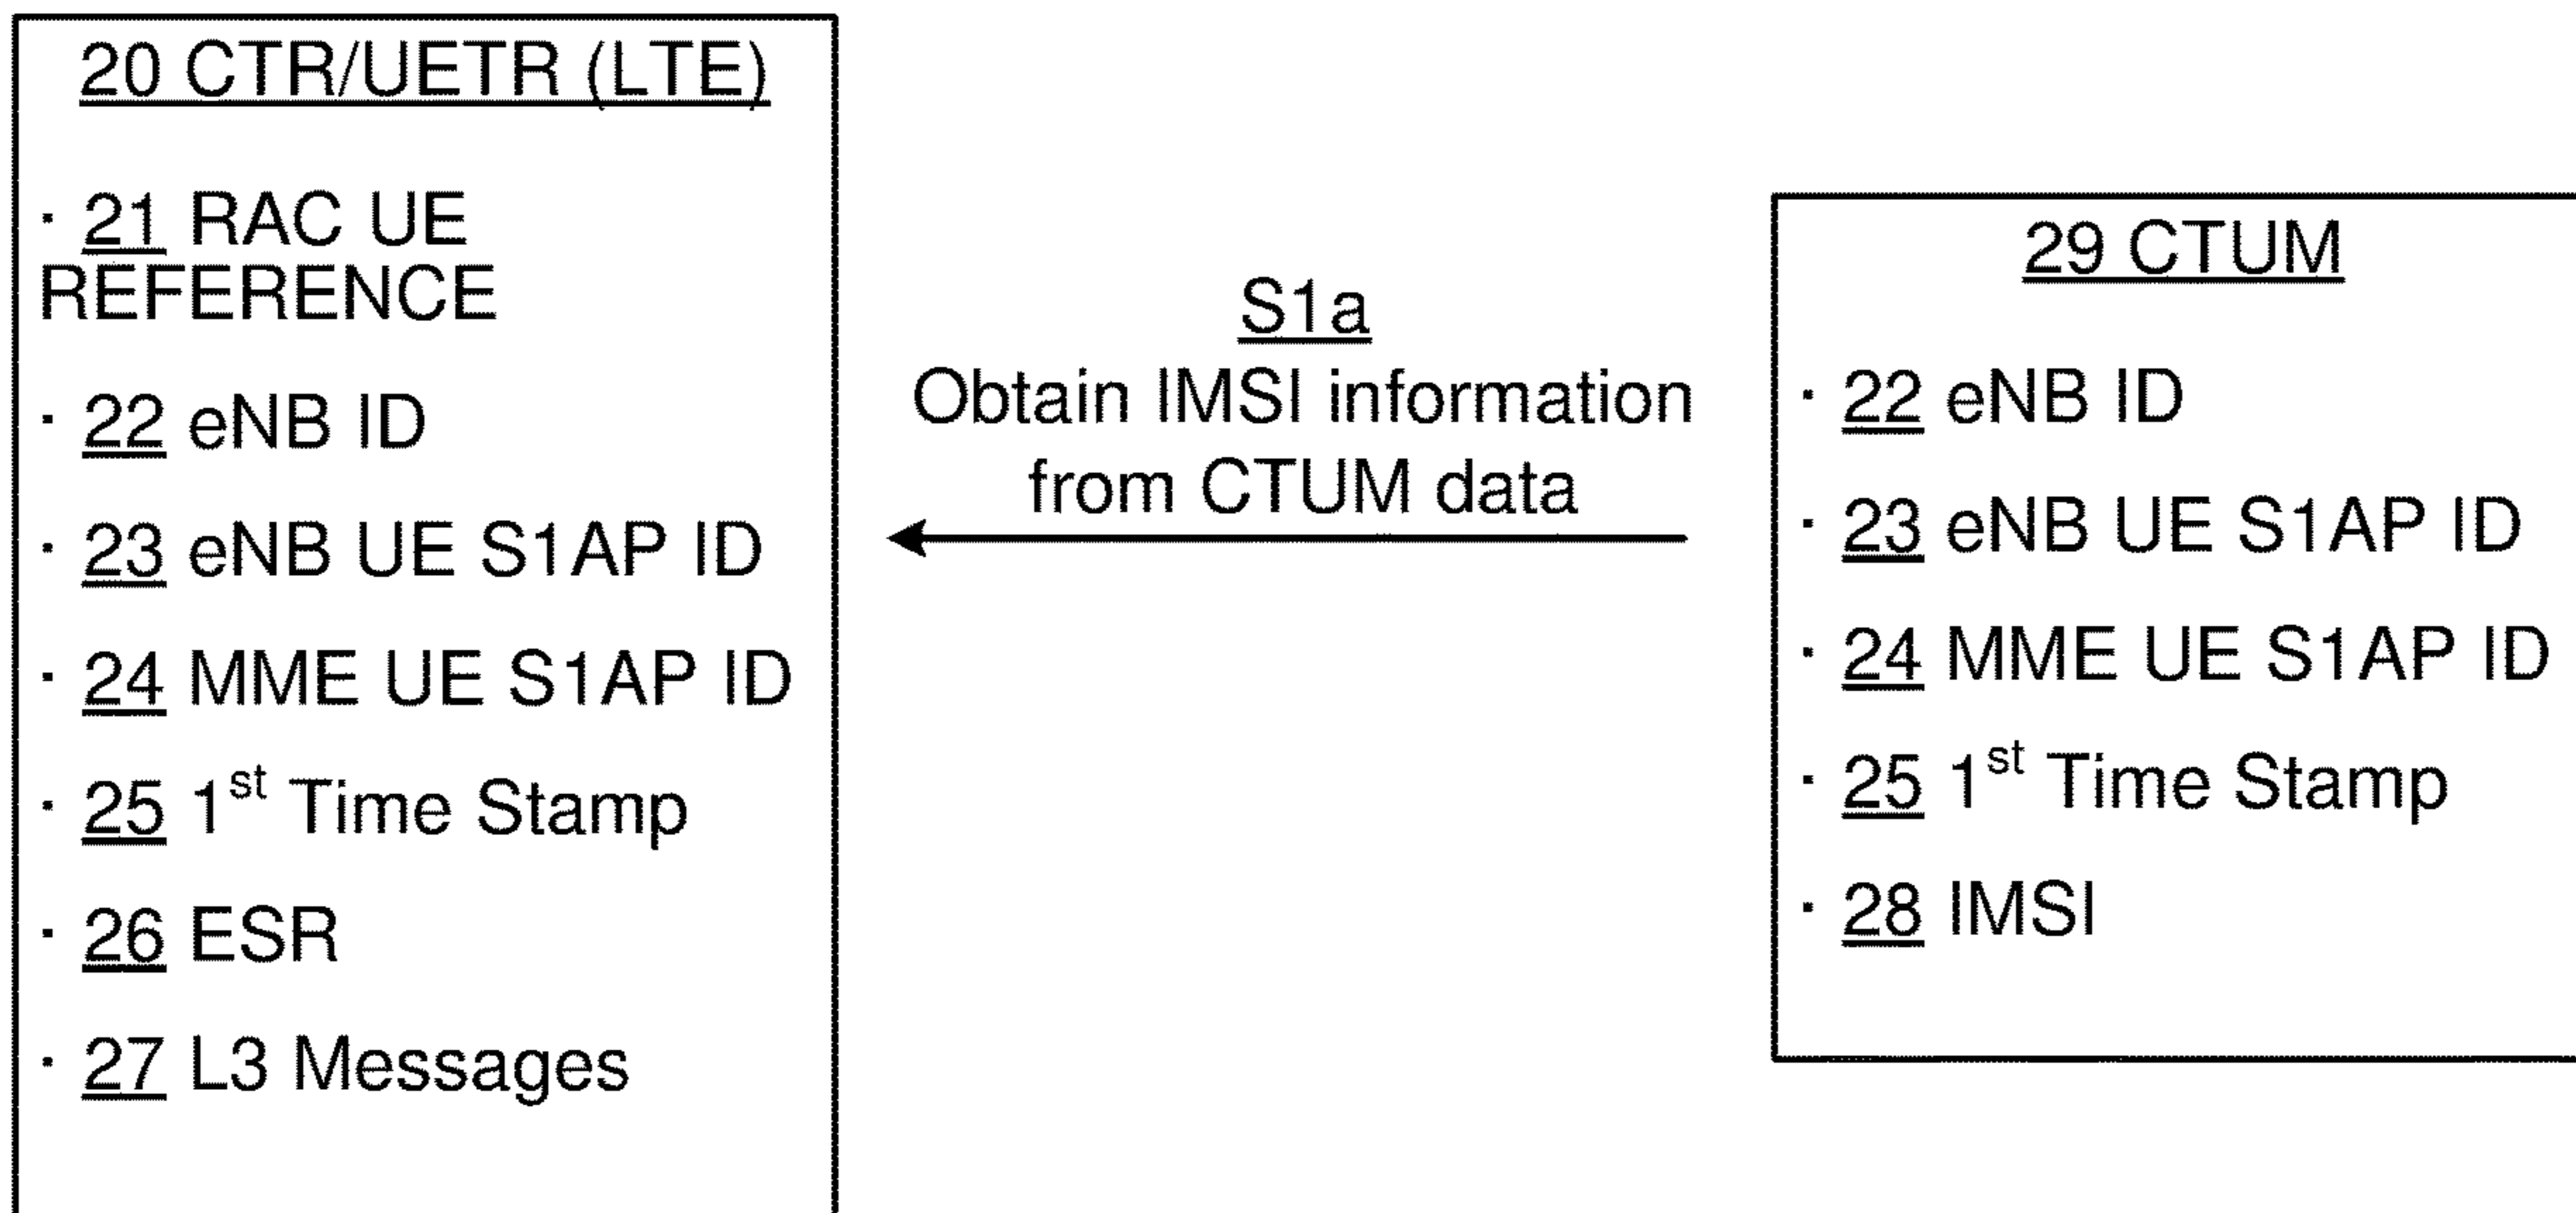 20 CTR/UETR (LTE)
· 21 RAC UE
REFERENCE
· 22 eNB ID
· 23 eNB UE S1AP ID
· 24 MME UE S1AP ID
· 25 1st Time Stamp
· 26 ESR
· 27 L3 Messages
S1a
Obtain IMSI information
from CTUM data
29 CTUM
· 22 eNB ID
· 23 eNB UE S1AP ID
· 24 MME UE S1AP ID
· 25 1st Time Stamp
· 28 IMSI